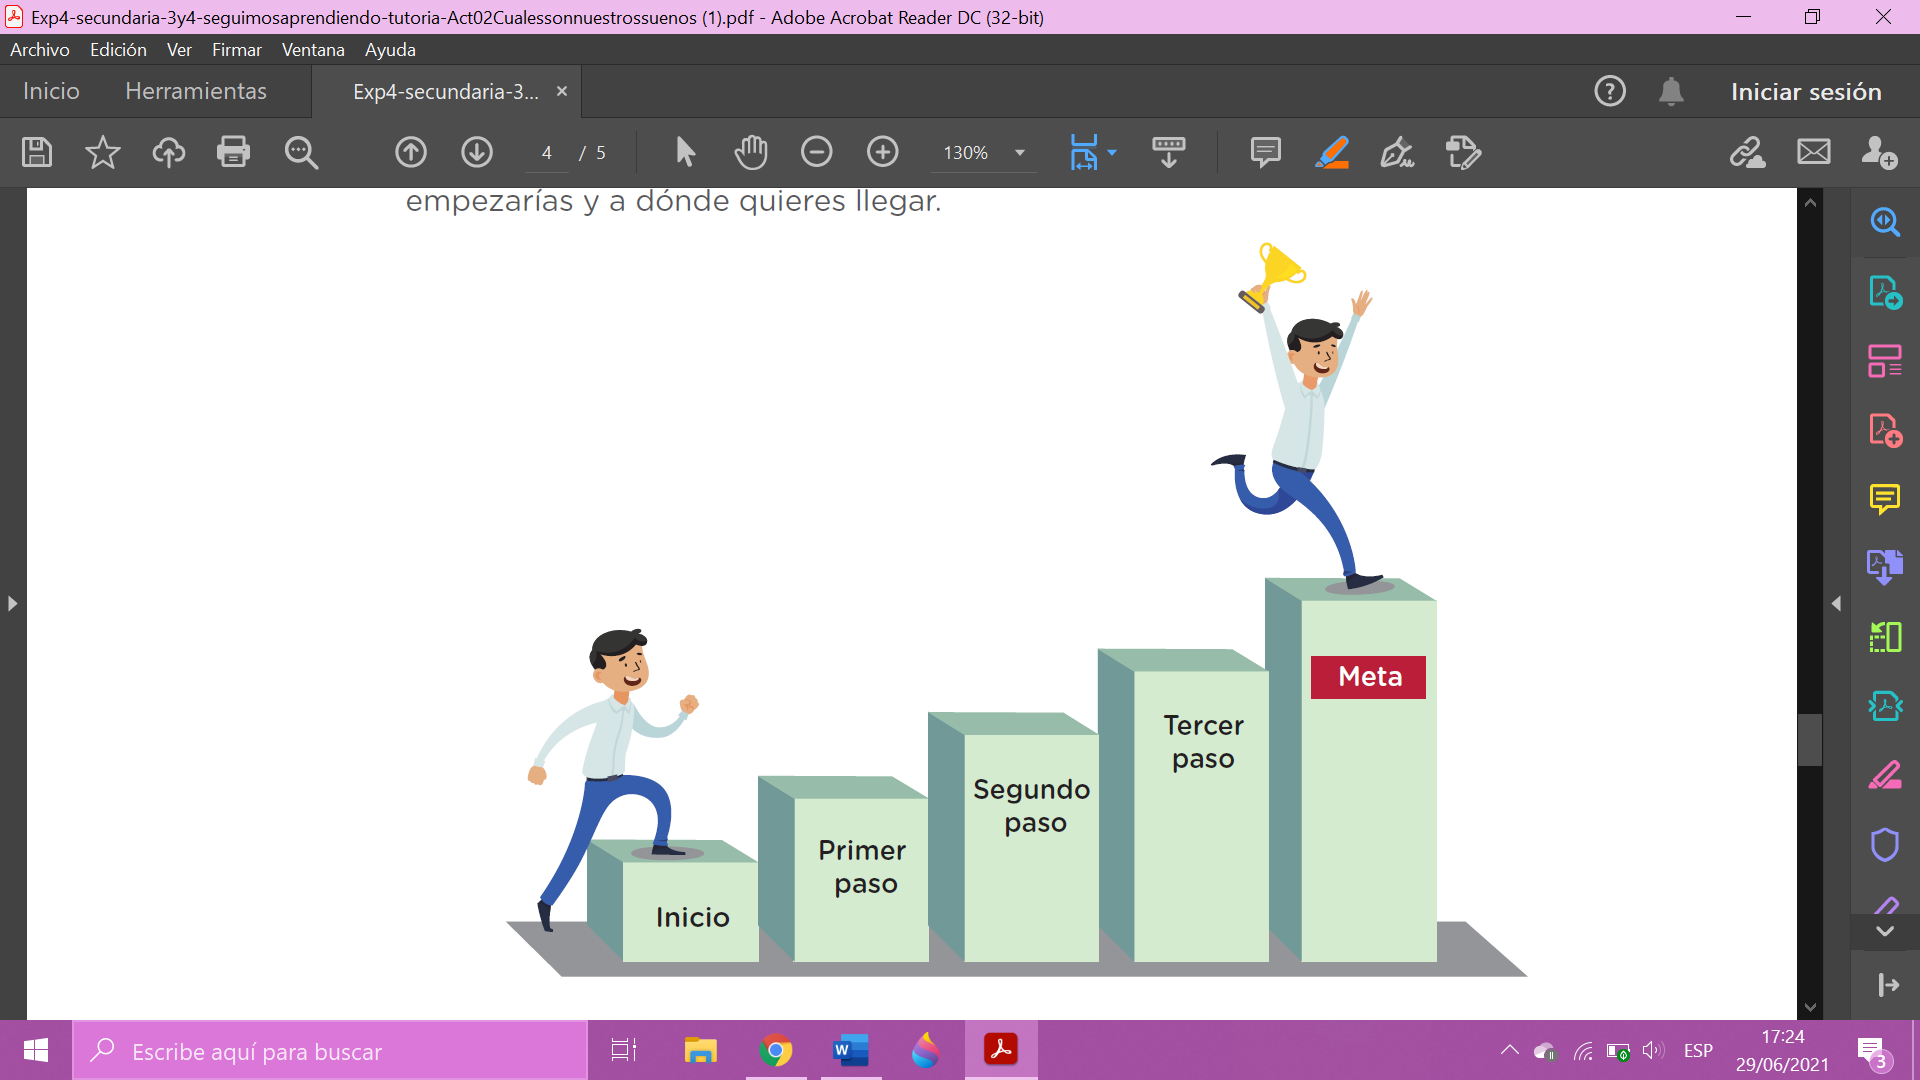 Exp4-secundaria-3y4-seguimosaprendiendo-tutoria-Act02Cualessonnuestrossuenos (1).pdf - Adobe Acrobat Reader DC (32-bit)
Archivo Edición Ver Firmar Ventana Ayuda
Inicio Herramientas Exp4-secundaria-3... × Iniciar sesión
4 / 5 130%
empezarías y a dónde quieres llegar.
Meta
Tercer
paso
Segundo
paso
Primer
paso
Inicio
Escribe aquí para buscar
ESP
17:24
29/06/2021
3